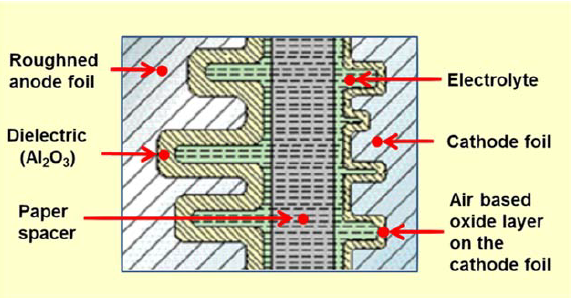 Roughned
anode foil
Dielectric
(Al₂O₃)
Paper
spacer
Electrolyte
Cathode foil
Air based
oxide layer
on the
cathode foil